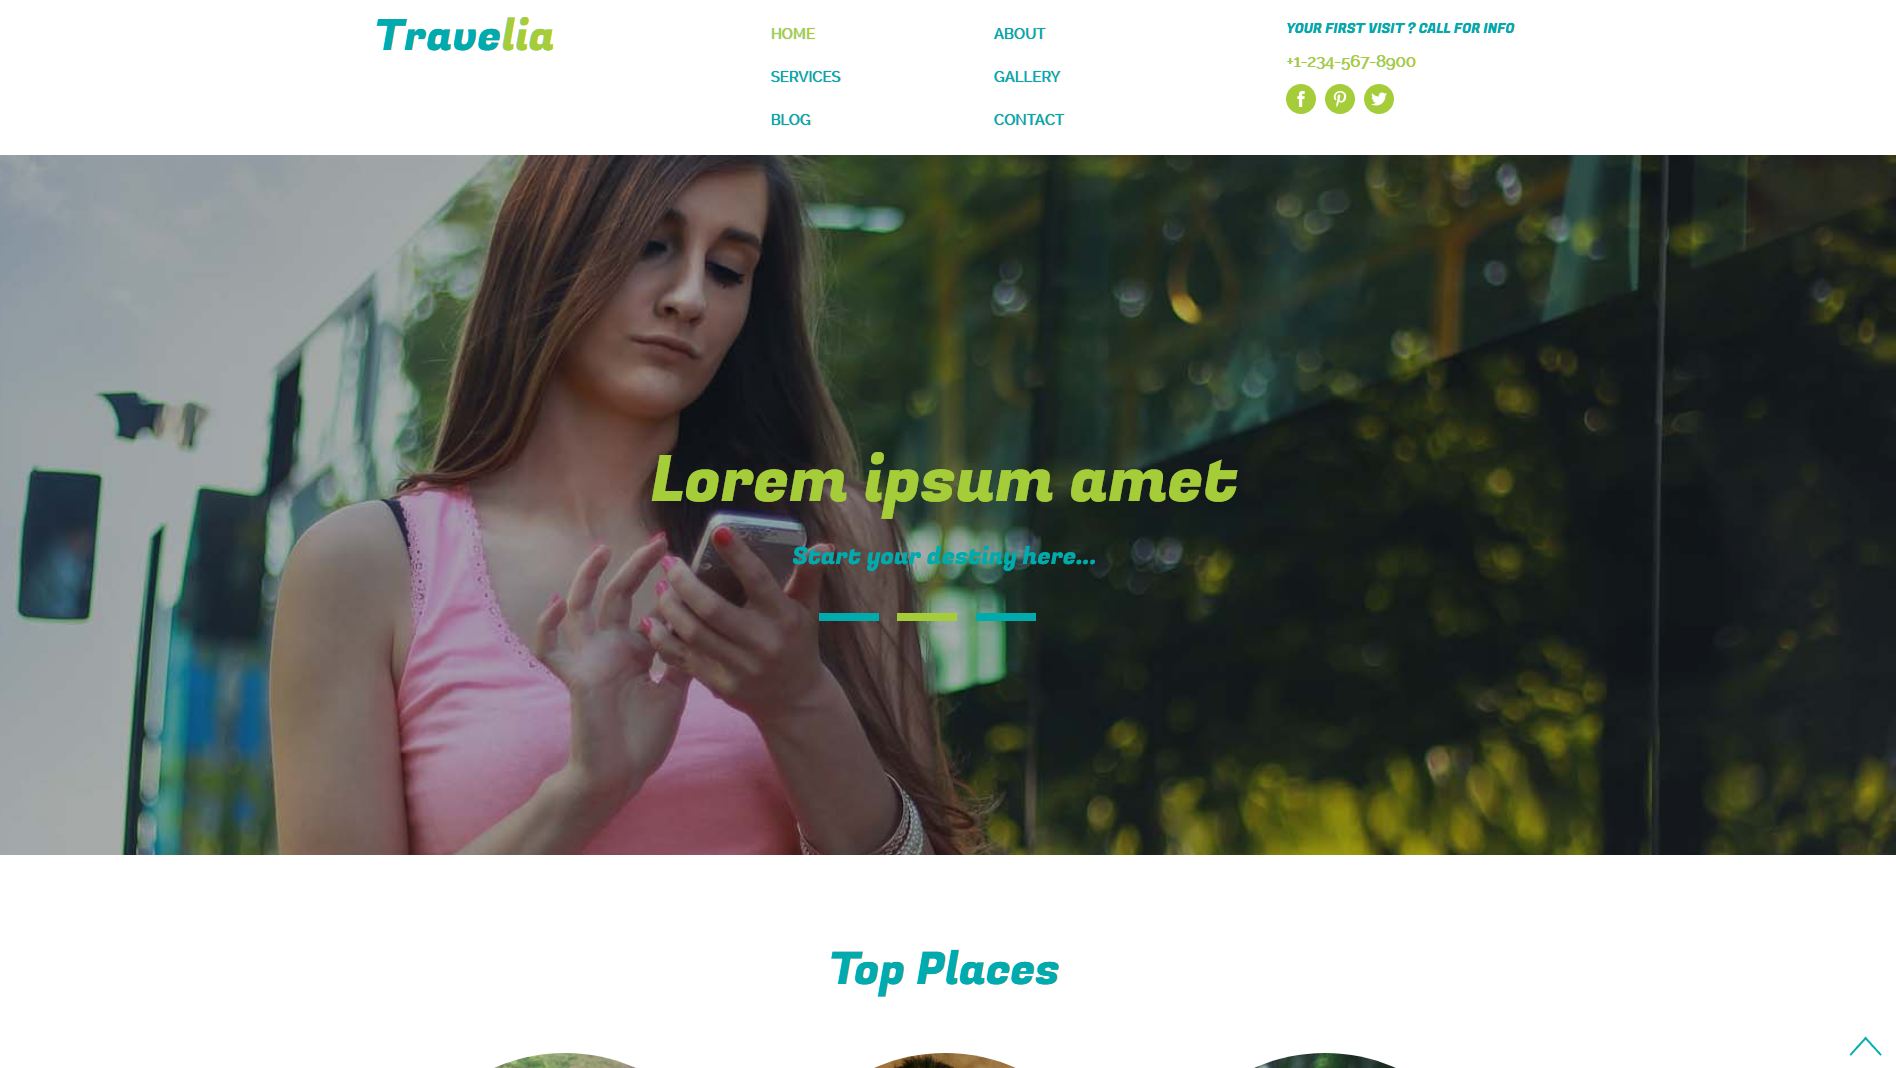 Travelia
HOME
ABOUT
SERVICES
GALLERY
BLOG
CONTACT
YOUR FIRST VISIT ? CALL FOR INFO
+1-234-567-8900
Lorem ipsum amet
Start your destiny here...
Top Places